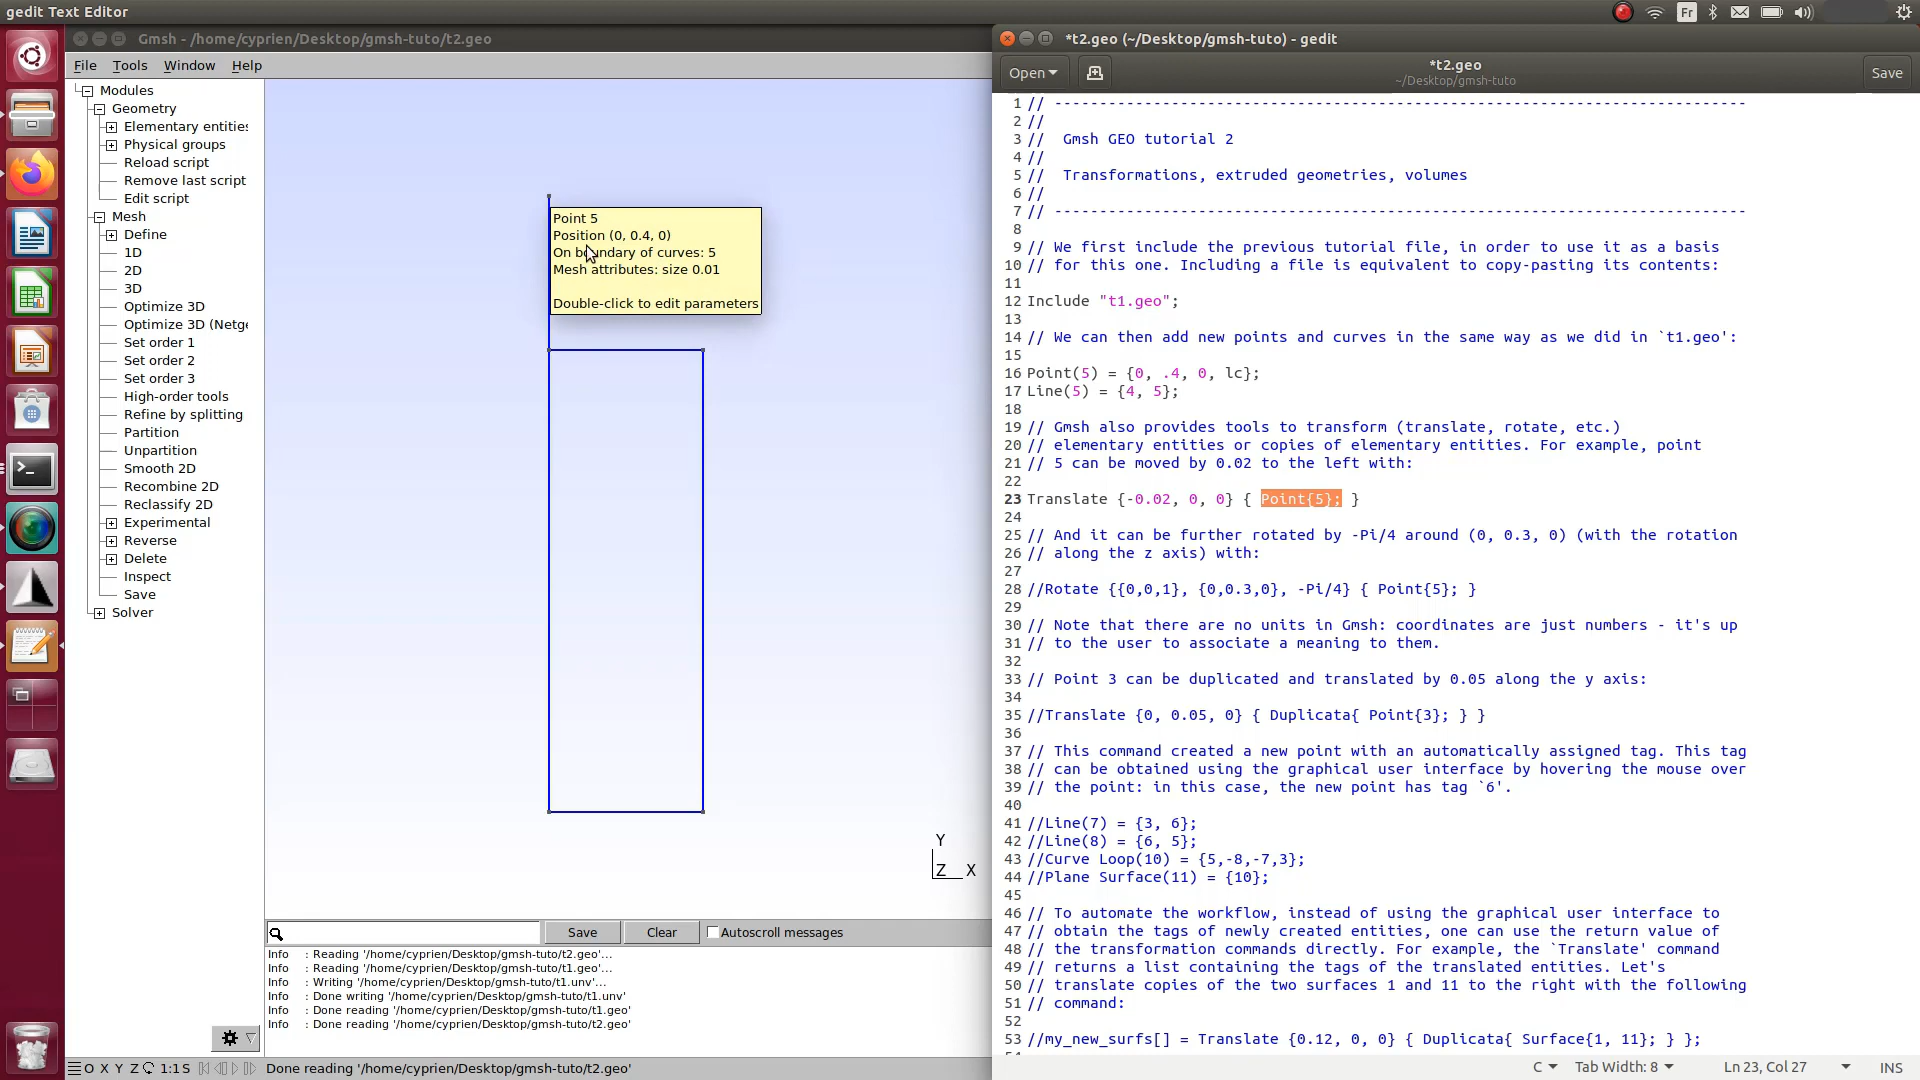 gedit Text Editor
Fr
Gmsh - /home/cyprien/Desktop/gmsh-tuto/t2.geo
File Tools Window Help
Modules
Geometry
Elementary entities
Physical groups
Reload script
Remove last script
Edit script
Mesh
Define
1D
2D
3D
Optimize 3D
Optimize 3D (Netge
Set order 1
Set order 2
Set order 3
High-order tools
Refine by splitting
Partition
Unpartition
Smooth 2D
Recombine 2D
Reclassify 2D
Experimental
Reverse
Delete
Inspect
Save
Solver
Point 5
Position (0, 0.4, 0)
On boundary of curves: 5
Mesh attributes: size 0.01
Double-click to edit parameters
Y
Z X
Save Clear Autoscroll messages
Info : Reading '/home/cyprien/Desktop/gmsh-tuto/t2.geo'...
Info : Reading '/home/cyprien/Desktop/gmsh-tuto/t1.geo'...
Info : Writing '/home/cyprien/Desktop/gmsh-tuto/t1.unv'...
Info : Done writing '/home/cyprien/Desktop/gmsh-tuto/t1.unv'
Info : Done reading '/home/cyprien/Desktop/gmsh-tuto/t1.geo'
Info : Done reading '/home/cyprien/Desktop/gmsh-tuto/t2.geo'
O X Y Z 1:1 S Done reading '/home/cyprien/Desktop/gmsh-tuto/t2.geo'
*t2.geo (~/Desktop/gmsh-tuto) - gedit
Open *t2.geo Save
~/Desktop/gmsh-tuto
1 // -----------------------------------------------------------------------------
2 //
3 //  Gmsh GEO tutorial 2
4 //
5 //  Transformations, extruded geometries, volumes
6 //
7 // -----------------------------------------------------------------------------
8
9 // We first include the previous tutorial file, in order to use it as a basis
10 // for this one. Including a file is equivalent to copy-pasting its contents:
11
12 Include "t1.geo";
13
14 // We can then add new points and curves in the same way as we did in `t1.geo':
15
16 Point(5) = {0, .4, 0, lc};
17 Line(5) = {4, 5};
18
19 // Gmsh also provides tools to transform (translate, rotate, etc.)
20 // elementary entities or copies of elementary entities. For example, point
21 // 5 can be moved by 0.02 to the left with:
22
23 Translate {-0.02, 0, 0} { Point{5}; }
24
25 // And it can be further rotated by -Pi/4 around (0, 0.3, 0) (with the rotation
26 // along the z axis) with:
27
28 //Rotate {{0,0,1}, {0,0.3,0}, -Pi/4} { Point{5}; }
29
30 // Note that there are no units in Gmsh: coordinates are just numbers - it's up
31 // to the user to associate a meaning to them.
32
33 // Point 3 can be duplicated and translated by 0.05 along the y axis:
34
35 //Translate {0, 0.05, 0} { Duplicata{ Point{3}; } }
36
37 // This command created a new point with an automatically assigned tag. This tag
38 // can be obtained using the graphical user interface by hovering the mouse over
39 // the point: in this case, the new point has tag `6'.
40
41 //Line(7) = {3, 6};
42 //Line(8) = {6, 5};
43 //Curve Loop(10) = {5,-8,-7,3};
44 //Plane Surface(11) = {10};
45
46 // To automate the workflow, instead of using the graphical user interface to
47 // obtain the tags of newly created entities, one can use the return value of
48 // the transformation commands directly. For example, the `Translate' command
49 // returns a list containing the tags of the translated entities. Let's
50 // translate copies of the two surfaces 1 and 11 to the right with the following
51 // command:
52
53 //my_new_surfs[] = Translate {0.12, 0, 0} { Duplicata{ Surface{1, 11}; } };
C Tab Width: 8 Ln 23, Col 27 INS